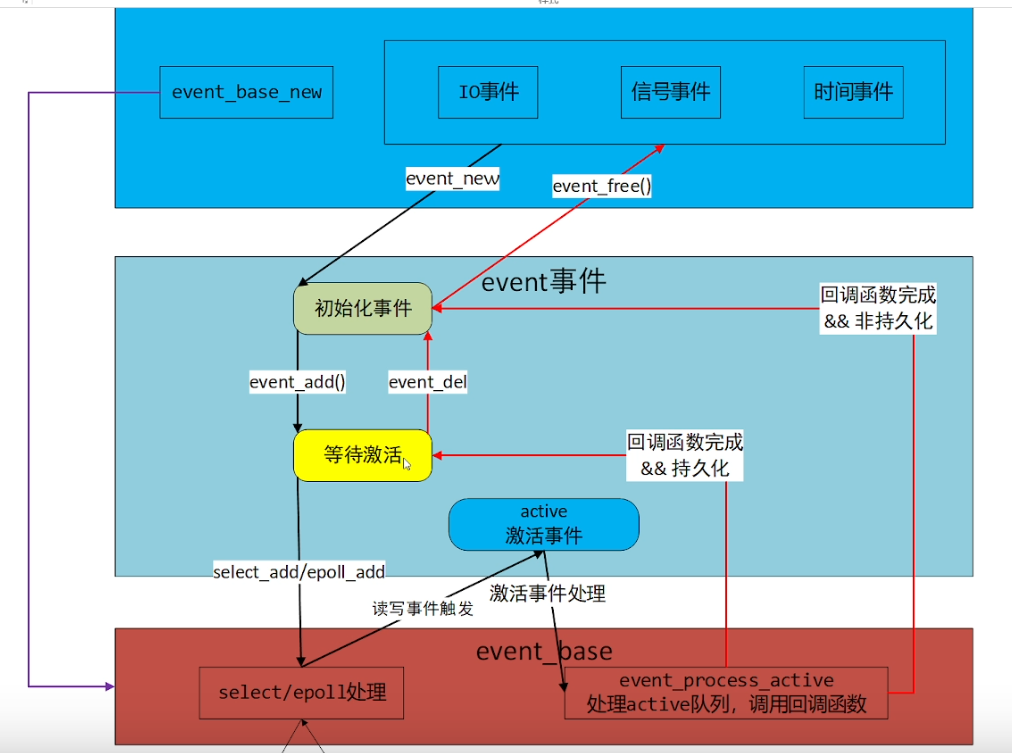 event_base_new
IO事件
信号事件
时间事件
event_new
event_free()
event事件
初始化事件
回调函数完成
&& 非持久化
event_add()
event_del
等待激活
回调函数完成
&& 持久化
active
激活事件
select_add/epoll_add
读写事件触发
激活事件处理
event_base
select/epoll处理
event_process_active
处理active队列，调用回调函数